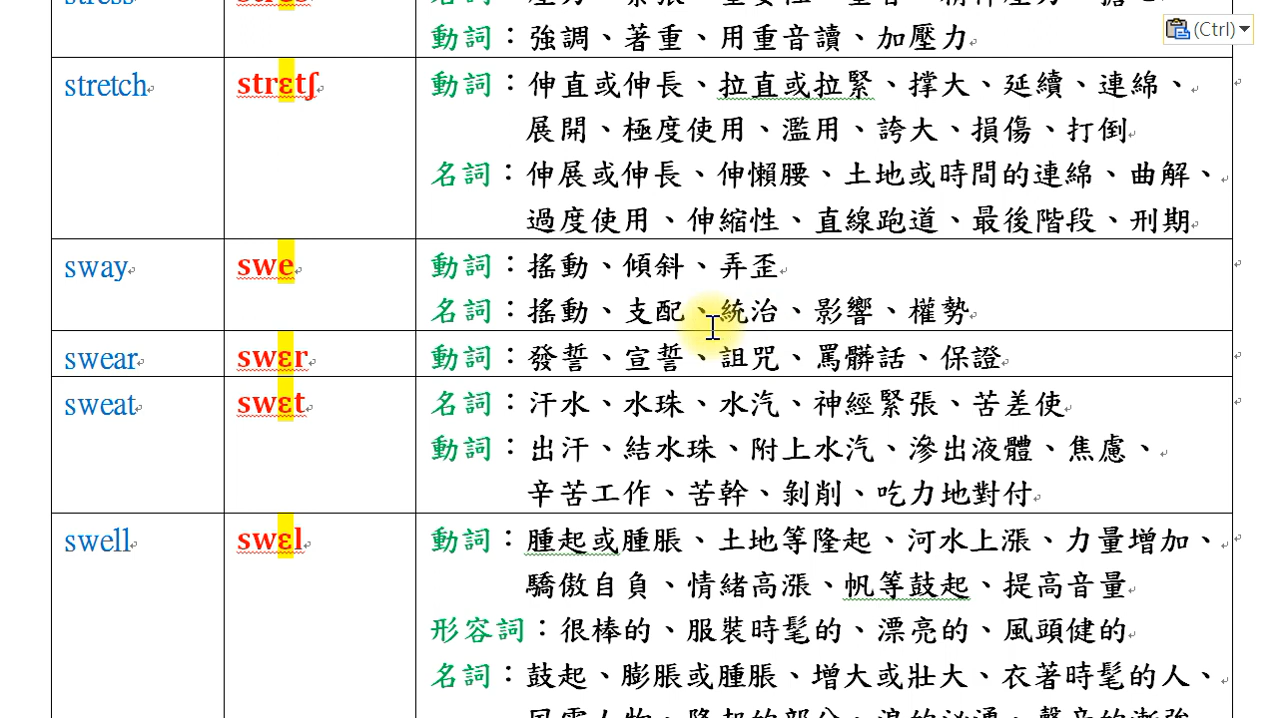 stress
(Ctrl)
動詞：強調、著重、用重音讀、加壓力
stretch strɛtʃ 動詞：伸直或伸長、拉直或拉緊、撐大、延續、連綿、
展開、極度使用、濫用、誇大、損傷、打倒
名詞：伸展或伸長、伸懶腰、土地或時間的連綿、曲解、
過度使用、伸縮性、直線跑道、最後階段、刑期
sway swe 動詞：搖動、傾斜、弄歪
名詞：搖動、支配、統治、影響、權勢
swear swɛr 動詞：發誓、宣誓、詛咒、罵髒話、保證
sweat swɛt 名詞：汗水、水珠、水汽、神經緊張、苦差使
動詞：出汗、結水珠、附上水汽、滲出液體、焦慮、
辛苦工作、苦幹、剝削、吃力地對付
swell swɛl 動詞：腫起或腫脹、土地等隆起、河水上漲、力量增加、
驕傲自負、情緒高漲、帆等鼓起、提高音量
形容詞：很棒的、服裝時髦的、漂亮的、風頭健的
名詞：鼓起、膨脹或腫脹、增大或壯大、衣著時髦的人、